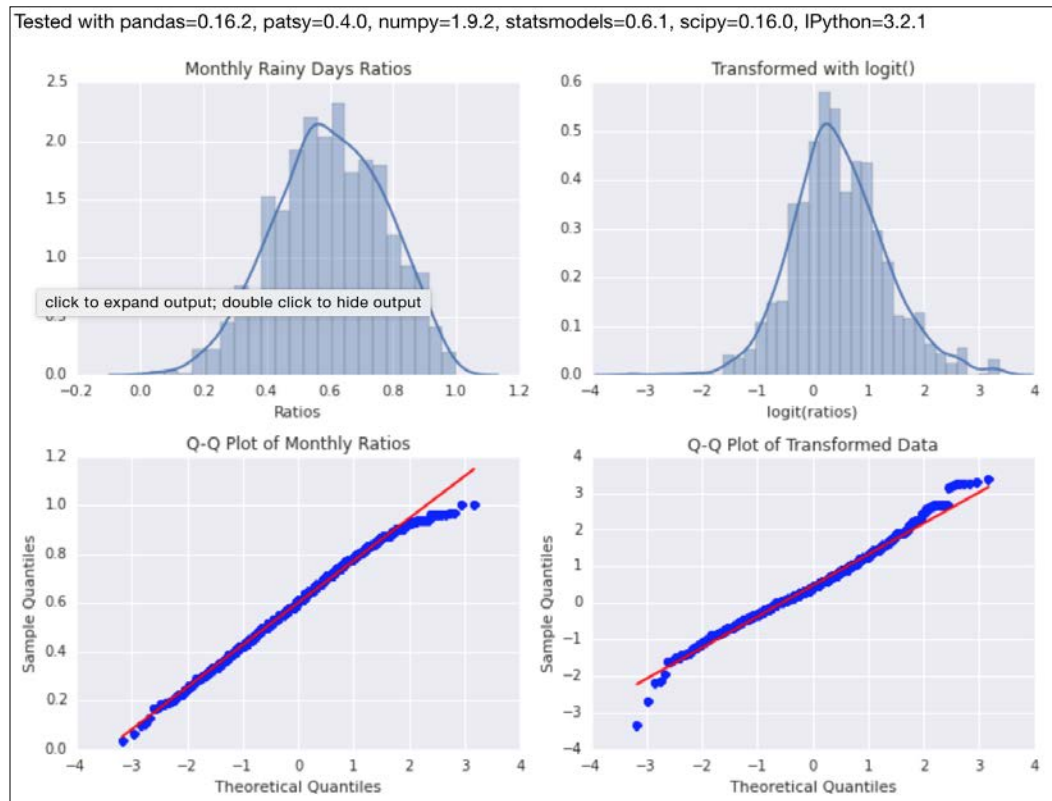 Tested with pandas=0.16.2, patsy=0.4.0, numpy=1.9.2, statsmodels=0.6.1, scipy=0.16.0, IPython=3.2.1
Monthly Rainy Days Ratios
2.5
2.0
1.5
1.0
0.0
−0.2 0.0 0.2 0.4 0.6 0.8 1.0 1.2
Ratios
click to expand output; double click to hide output
Transformed with logit()
0.6
0.5
0.4
0.3
0.2
0.1
0.0
−4 −3 −2 −1 0 1 2 3 4
logit(ratios)
Q-Q Plot of Monthly Ratios
1.2
1.0
0.8
0.6
0.4
0.2
0.0
Sample Quantiles
−4 −3 −2 −1 0 1 2 3 4
Theoretical Quantiles
Q-Q Plot of Transformed Data
4
3
2
1
0
−1
−2
−3
−4
Sample Quantiles
−4 −3 −2 −1 0 1 2 3 4
Theoretical Quantiles